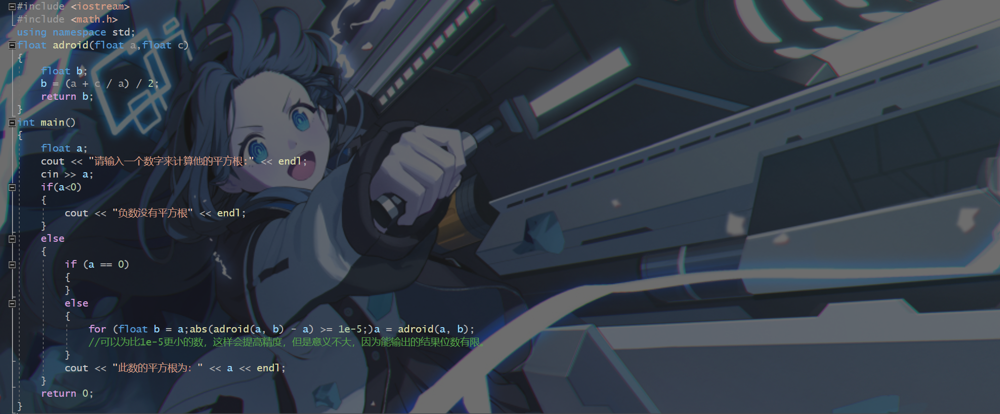 #include <iostream>
#include <math.h>
using namespace std;
float adroid(float a,float c)
{
    float b;
    b = (a + c / a) / 2;
    return b;
}
int main()
{
    float a;
    cout << "请输入一个数字来计算他的平方根:" << endl;
    cin >> a;
    if(a<0)
    {
        cout << "负数没有平方根" << endl;
    }
    else
    {
        if (a == 0)
        {
        }
        else
        {
            for (float b = a;abs(adroid(a, b) - a) >= 1e-5;)a = adroid(a, b);
            //可以为比1e-5更小的数，这样会提高精度，但是意义不大，因为能输出的结果位数有限。
        }
        cout << "此数的平方根为：" << a << endl;
    }
    return 0;
}